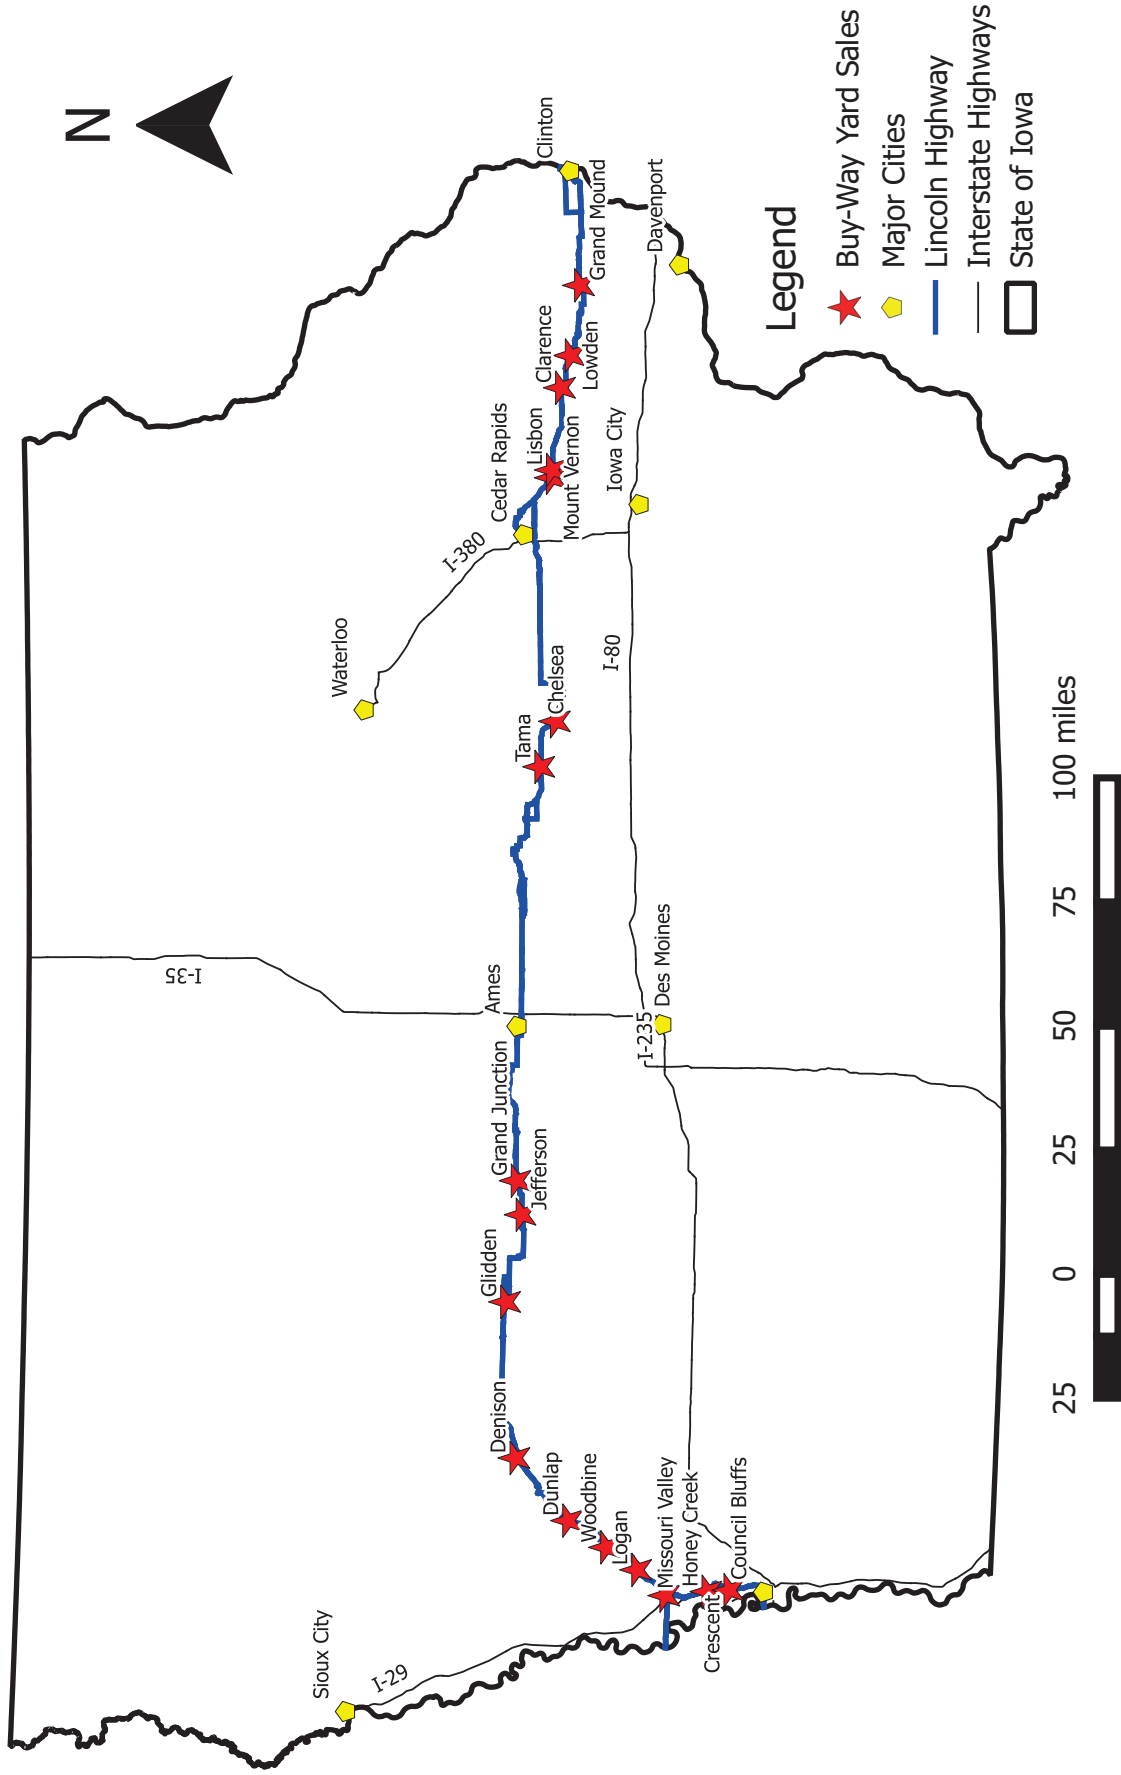 N
Sioux City
I-29
Waterloo
I-380
I-35
Denison
Glidden
Grand Junction
Jefferson
Ames
Tama
Chelsea
Cedar Rapids
Lisbon
Mount Vernon
Clarence
Lowden
Grand Mound
Clinton
Dunlap
Woodbine
Logan
Missouri Valley
Honey Creek
Crescent
Council Bluffs
I-235
Des Moines
I-80
Iowa City
Davenport
Legend
Buy-Way Yard Sales
Major Cities
Lincoln Highway
Interstate Highways
State of Iowa
25 0 25 50 75 100 miles